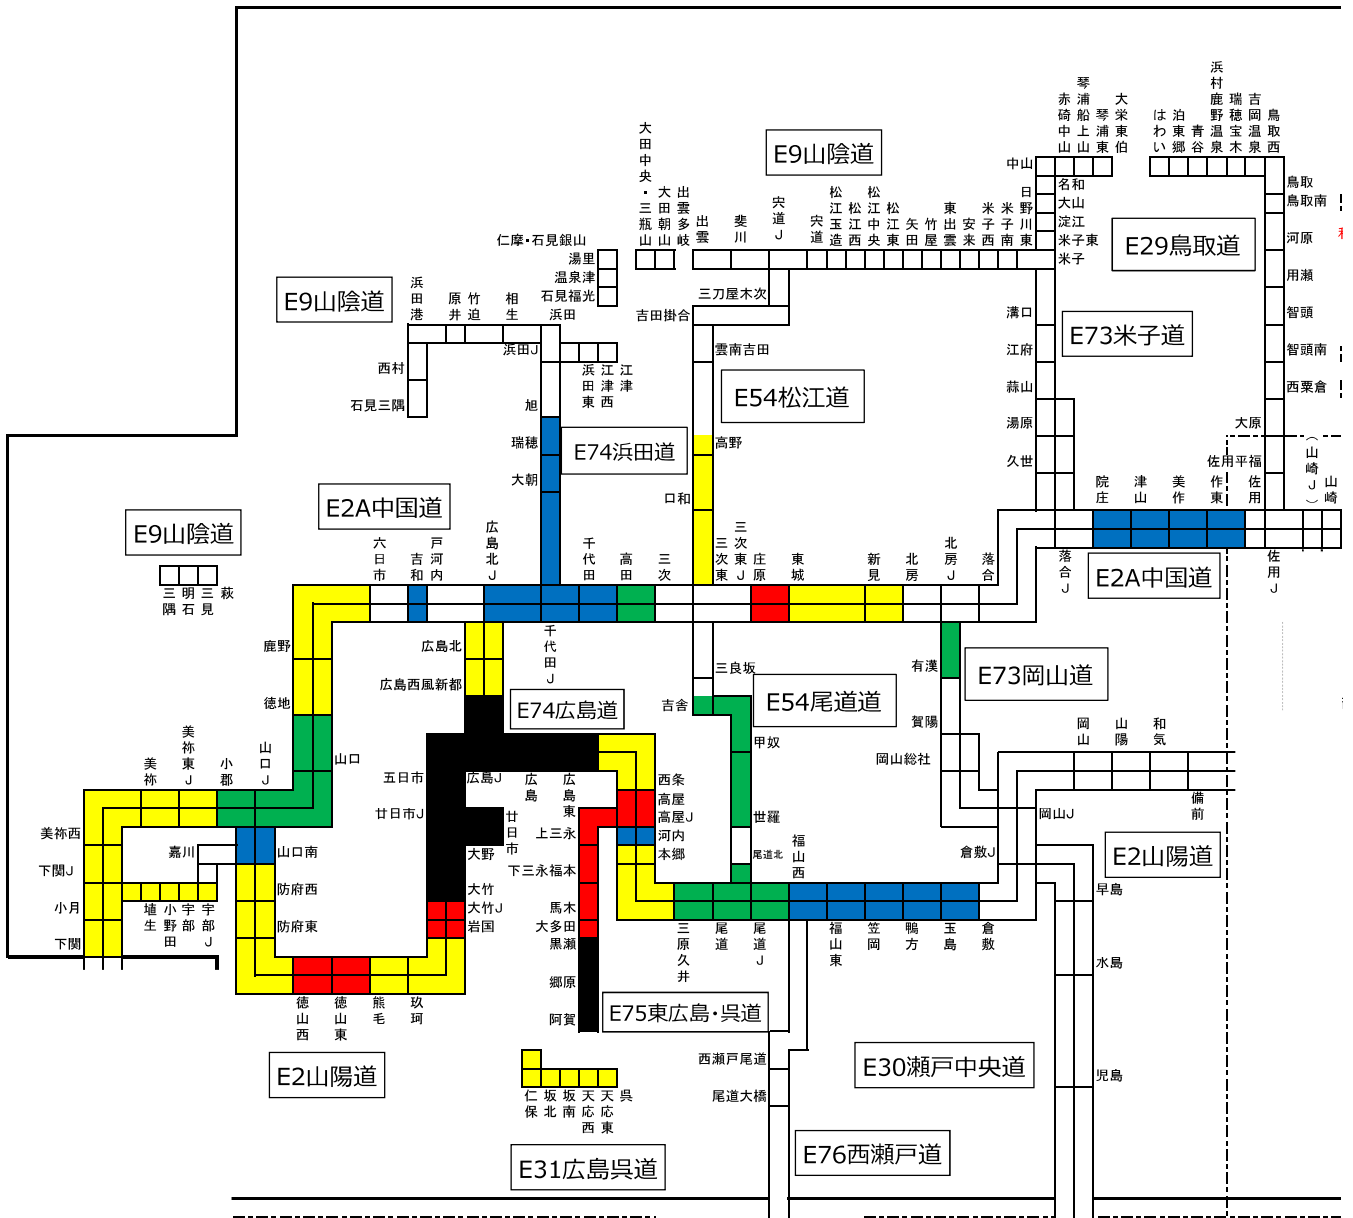 浜村鹿野温泉
琴浦船上山
赤碕中山
琴浦東
大栄東伯
はわい
泊東郷
青谷
瑞穂宝木
吉岡温泉
鳥取西
大田中央・三瓶山
E9山陰道
中山
鳥取
名和
鳥取南
大山
大田朝山
出雲多岐
出雲
斐川
宍道J
宍道
松江玉造
松江西
松江中央
松江東
矢田
竹屋
東出雲
安来
米子西
米子南
日野川東
淀江
米子東
米子
河原
E29鳥取道
仁摩・石見銀山
湯里
温泉津
石見福光
用瀬
E9山陰道
浜田港
原井
竹迫
相生
浜田
三刀屋木次
吉田掛合
溝口
智頭
E73米子道
浜田J
雲南吉田
江府
智頭南
西村
浜田東
江津西
江津
蒜山
西粟倉
E54松江道
石見三隅
旭
湯原
大原
瑞穂
E74浜田道
高野
久世
佐用平福
(山崎J)
山崎
大朝
口和
院庄
津山
美作
作東
佐用
E2A中国道
E9山陰道
六日市
吉和
戸河内
広島北J
千代田
高田
三次
三次東
三次東J
庄原
東城
新見
北房
北房J
落合
落合J
E2A中国道
佐用J
三隅
明石
三見
萩
鹿野
広島北
千代田J
三良坂
有漢
E73岡山道
広島西風新都
徳地
吉舎
E54尾道道
E74広島道
賀陽
岡山
山陽
和気
美祢
美祢東J
小郡
山口J
山口
甲奴
岡山総社
五日市
広島J
広島
広島東
西条
高屋
備前
廿日市J
廿日市
高屋J
世羅
岡山J
美祢西
上三永
河内
福山西
嘉川
山口南
大野
本郷
尾道北
倉敷J
E2山陽道
下関J
下三永福本
防府西
大竹
早島
小月
埴生
小野田
宇部
宇部J
大竹J
馬木
防府東
岩国
大多田
三原久井
尾道
尾道J
福山東
笠岡
鴨方
玉島
倉敷
下関
黒瀬
水島
郷原
徳山西
徳山東
熊毛
玖珂
阿賀
E75東広島・呉道
E2山陽道
西瀬戸尾道
E30瀬戸中央道
児島
尾道大橋
仁保
坂北
坂南
天応西
天応東
呉
E31広島呉道
E76西瀬戸道